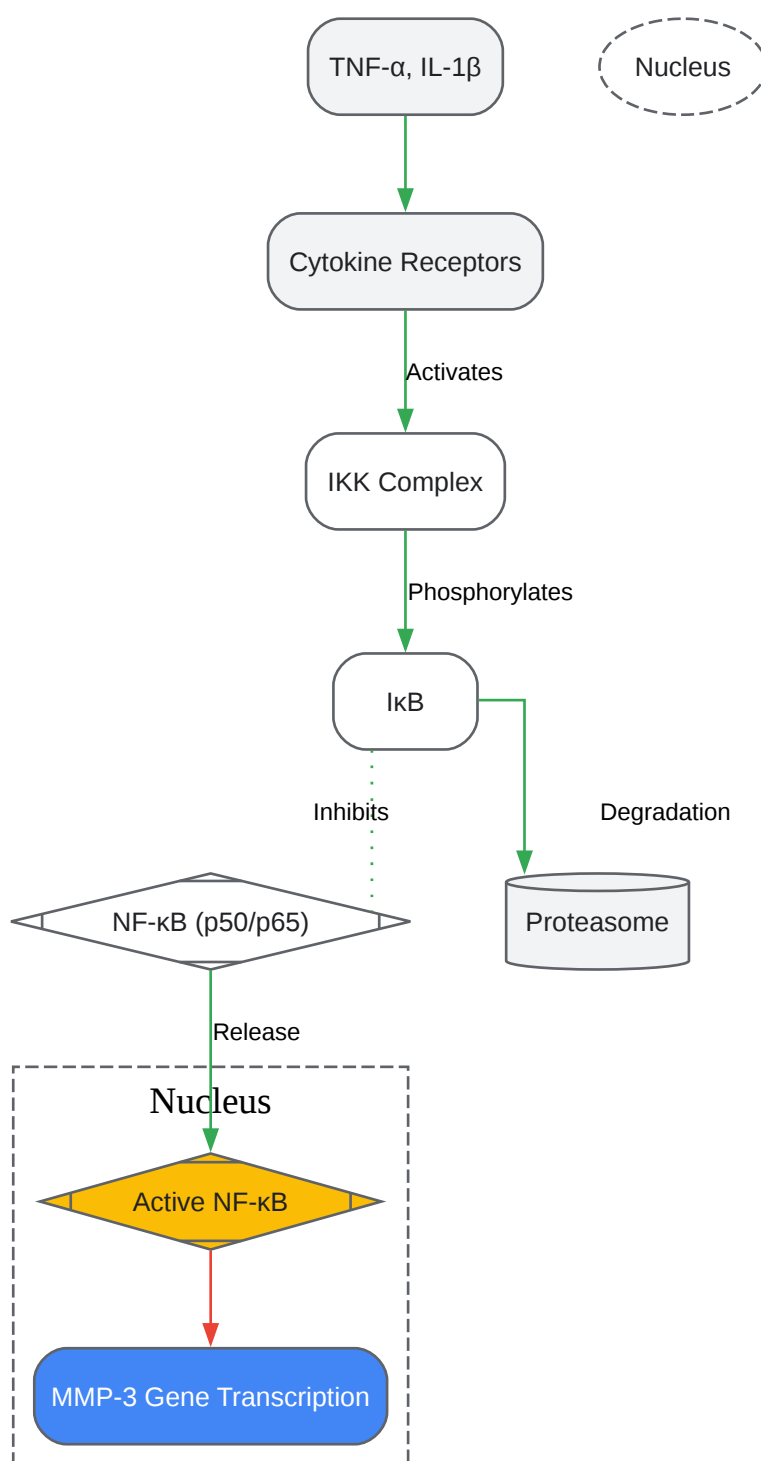 TNF-α, IL-1β
Nucleus
Cytokine Receptors
Activates
IKK Complex
Phosphorylates
IκB
Inhibits
Degradation
NF-κB (p50/p65)
Proteasome
Release
Nucleus
Active NF-κB
MMP-3 Gene Transcription